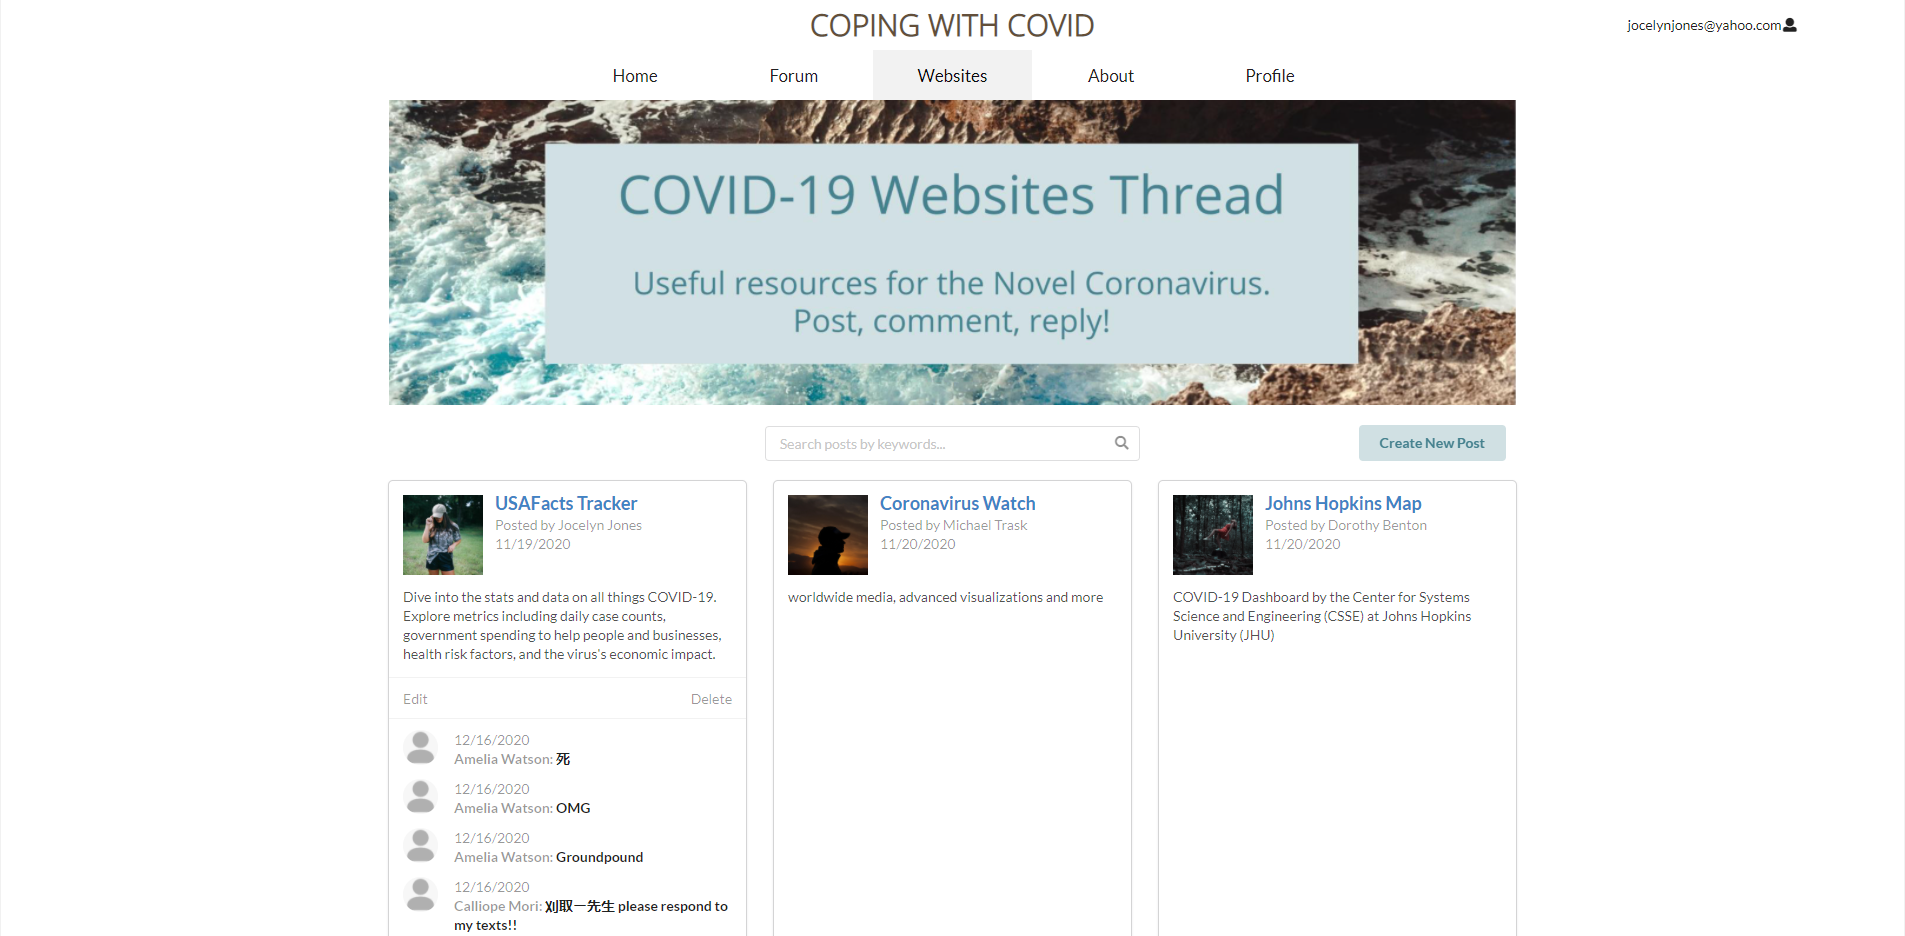 COPING WITH COVID
jocelynjones@yahoo.com
Home
Forum
Websites
About
Profile
COVID-19 Websites Thread
Useful resources for the Novel Coronavirus.
Post, comment, reply!
Search posts by keywords...
Create New Post
USAFacts Tracker
Posted by Jocelyn Jones
11/19/2020
Dive into the stats and data on all things COVID-19.
Explore metrics including daily case counts,
government spending to help people and businesses,
health risk factors, and the virus's economic impact.
Edit
Delete
12/16/2020
Amelia Watson: 死
12/16/2020
Amelia Watson: OMG
12/16/2020
Amelia Watson: Groundpound
12/16/2020
Calliope Mori: 刈取一先生 please respond to
my texts!!
Coronavirus Watch
Posted by Michael Trask
11/20/2020
worldwide media, advanced visualizations and more
Johns Hopkins Map
Posted by Dorothy Benton
11/20/2020
COVID-19 Dashboard by the Center for Systems
Science and Engineering (CSSE) at Johns Hopkins
University (JHU)